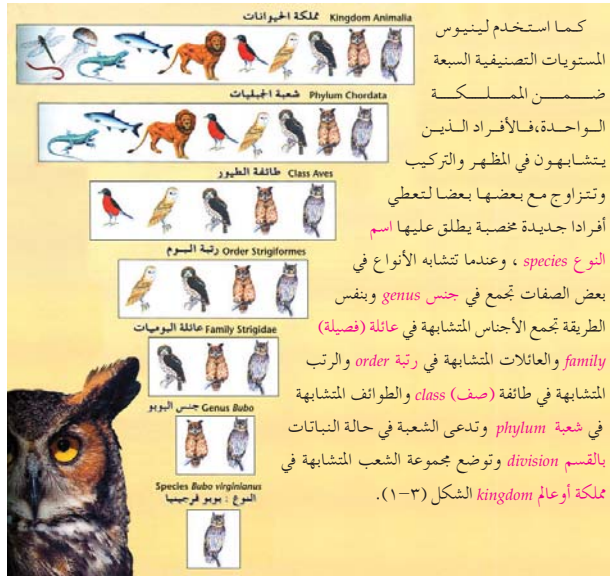 كما استخدم لينيوس
المستويات التصنيفية السبعة
ضمن المملكة
الواحدة،فالأفراد الذين
يتشابهون في المظهر والتركيب
وتتزاوج مع بعضها بعضا لتعطي
أفرادا جديدة مخصبة يطلق عليها اسم
النوع species ، وعندما تتشابه الأنواع في
بعض الصفات تجمع في جنس genus وبنفس
الطريقة تجمع الأجناس المتشابهة في عائلة (فصيلة)
family والعائلات المتشابهة في رتبة order والرتب
المتشابهة في طائفة (صف) class والطوائف المتشابهة
في شعبة phylum وتدعى الشعبة في حالة النباتات
بالقسم division وتوضع مجموعة الشعب المتشابهة في
مملكة أوعالم kingdom الشكل (٣-١).
مملكة الحيوانات Kingdom Animalia
شعبة الحبليات Phylum Chordata
طائفة الطيور Class Aves
رتبة البوم Order Strigiformes
عائلة البوميات Family Strigidae
جنس البوبو Genus Bubo
Species Bubo virginianus
النوع : بوبو فرجينيا